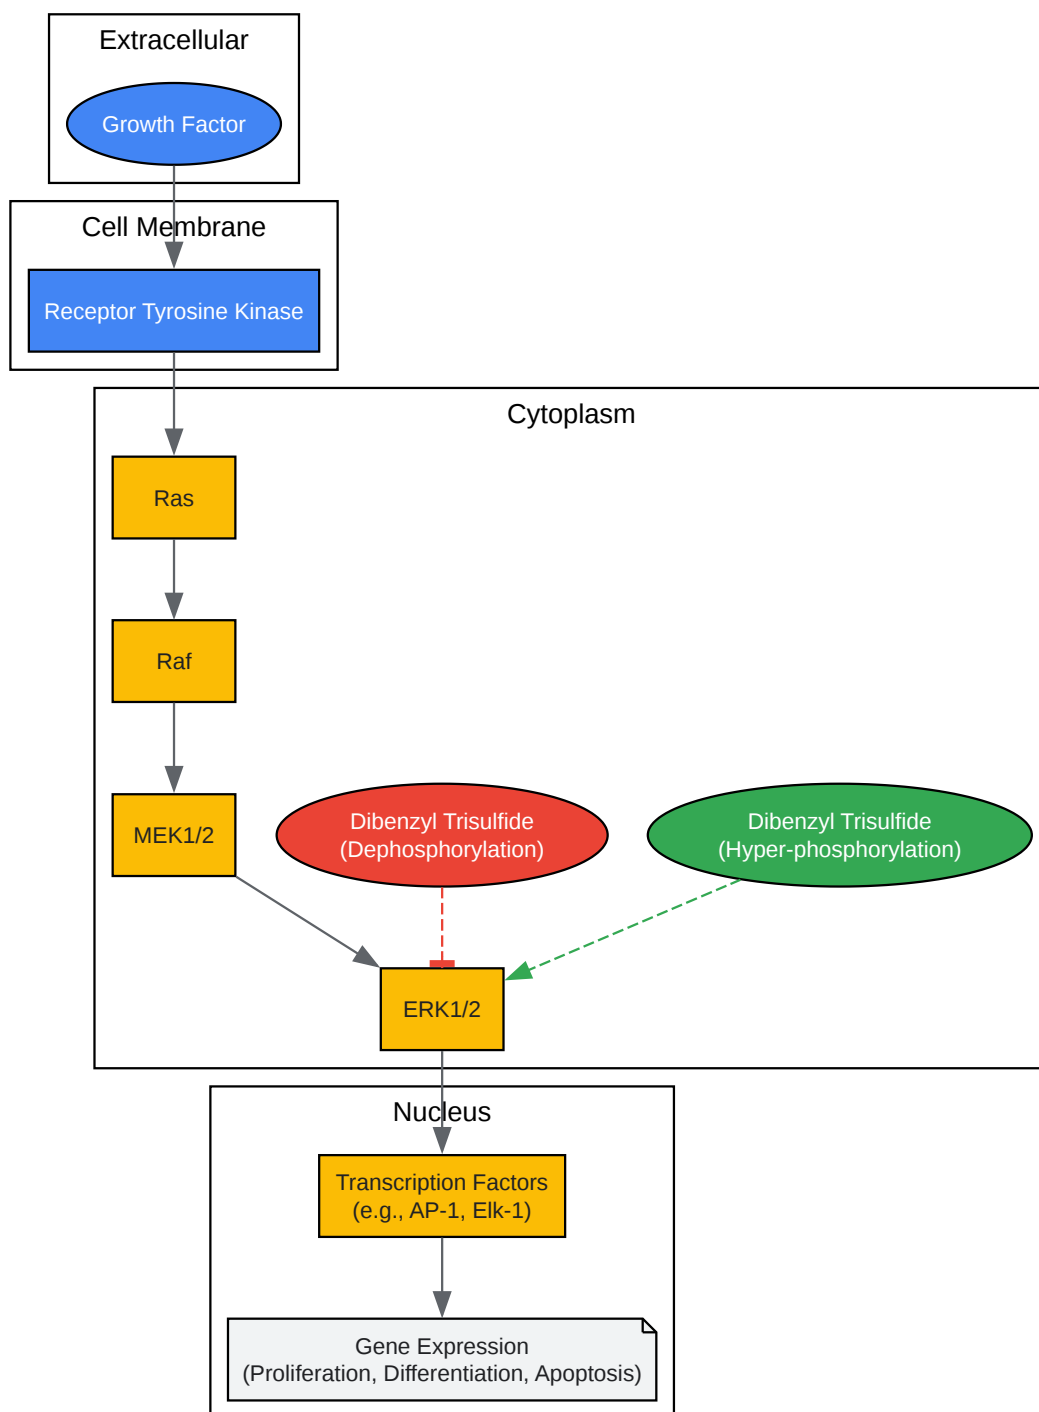 Extracellular
Growth Factor
Cell Membrane
Receptor Tyrosine Kinase
Cytoplasm
Ras
Raf
MEK1/2
Dibenzyl Trisulfide
(Dephosphorylation)
Dibenzyl Trisulfide
(Hyper-phosphorylation)
ERK1/2
Nucleus
Transcription Factors
(e.g., AP-1, Elk-1)
Gene Expression
(Proliferation, Differentiation, Apoptosis)